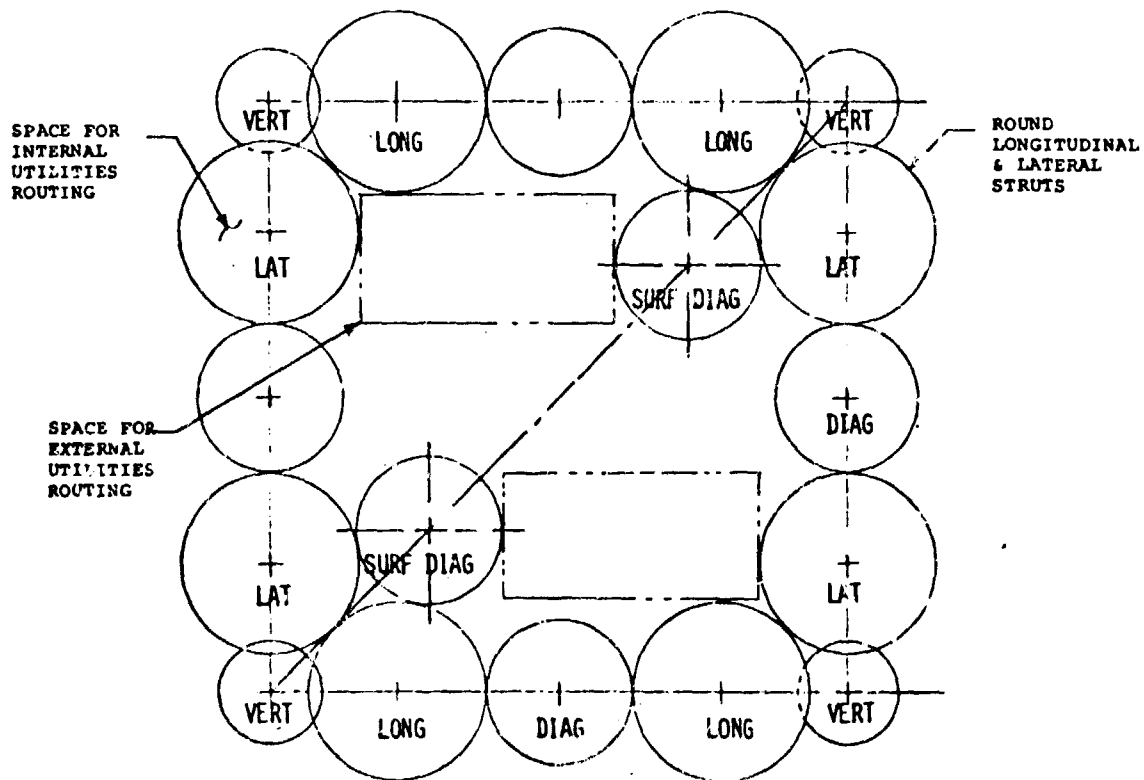 VERT
LONG
LONG
VERT
SPACE FOR
INTERNAL
UTILITIES
ROUTING
ROUND
LONGITUDINAL
& LATERAL
STRUTS
LAT
LAT
SURF DIAG
SPACE FOR
EXTERNAL
UTILITIES
ROUTING
DIAG
SURF DIAG
LAT
LAT
VERT
LONG
DIAG
LONG
VERT